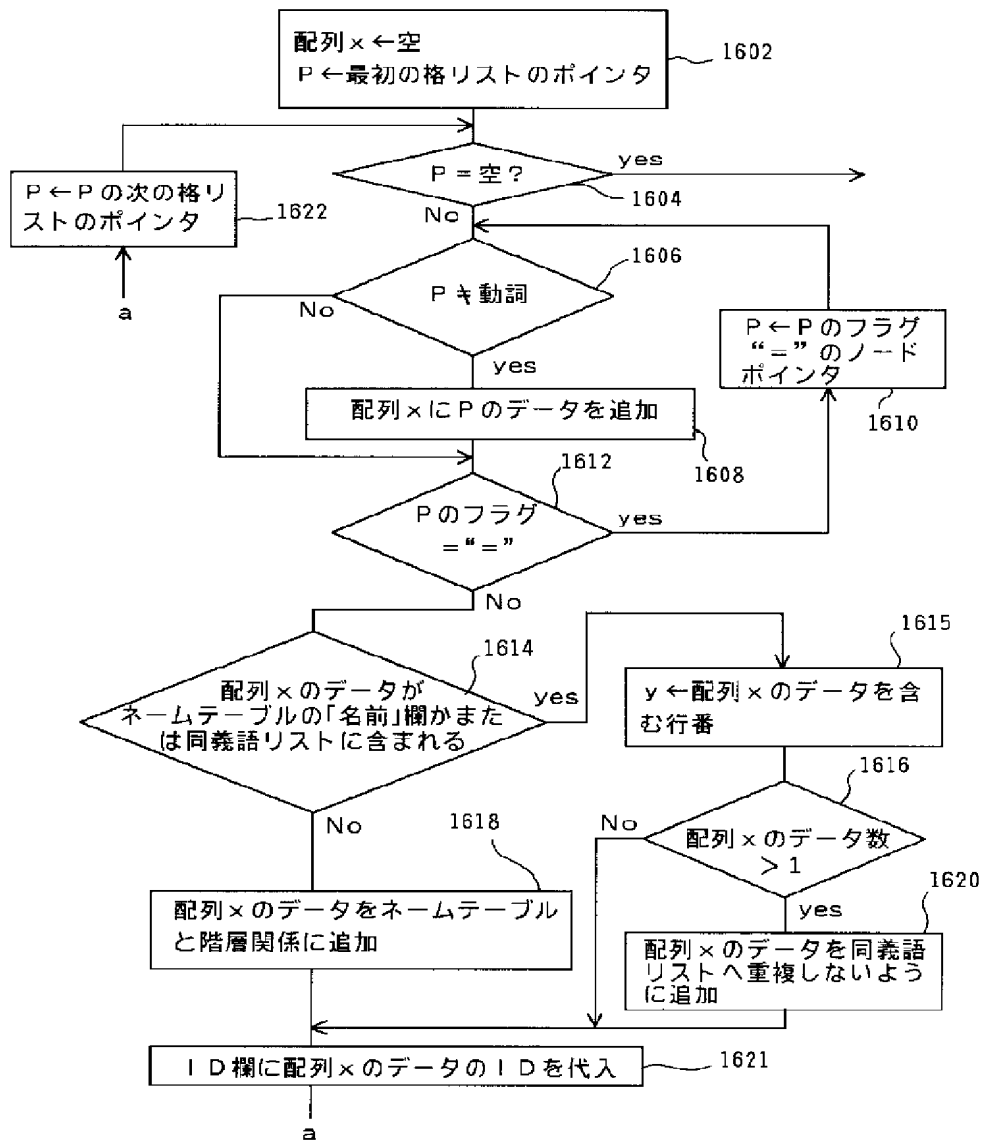 配列x←空
P←最初の格リストのポインタ
1602
P=空?
yes
1604
No
P←Pの次の格リ
ストのポインタ
1622
a
1606
P≠動詞
No
yes
P←Pのフラグ
“=”のノード
ポインタ
1610
配列xにPのデータを追加
1608
1612
Pのフラグ
=“=”
yes
No
1614
配列xのデータが
ネームテーブルの「名前」欄かまた
は同義語リストに含まれる
yes
1615
y←配列xのデータを含
む行番
1616
No
配列xのデータ数
>1
No
1618
yes
1620
配列xのデータをネームテーブル
と階層関係に追加
配列xのデータを同義語
リストへ重複しないよう
に追加
ID欄に配列xのデータのIDを代入
1621
a